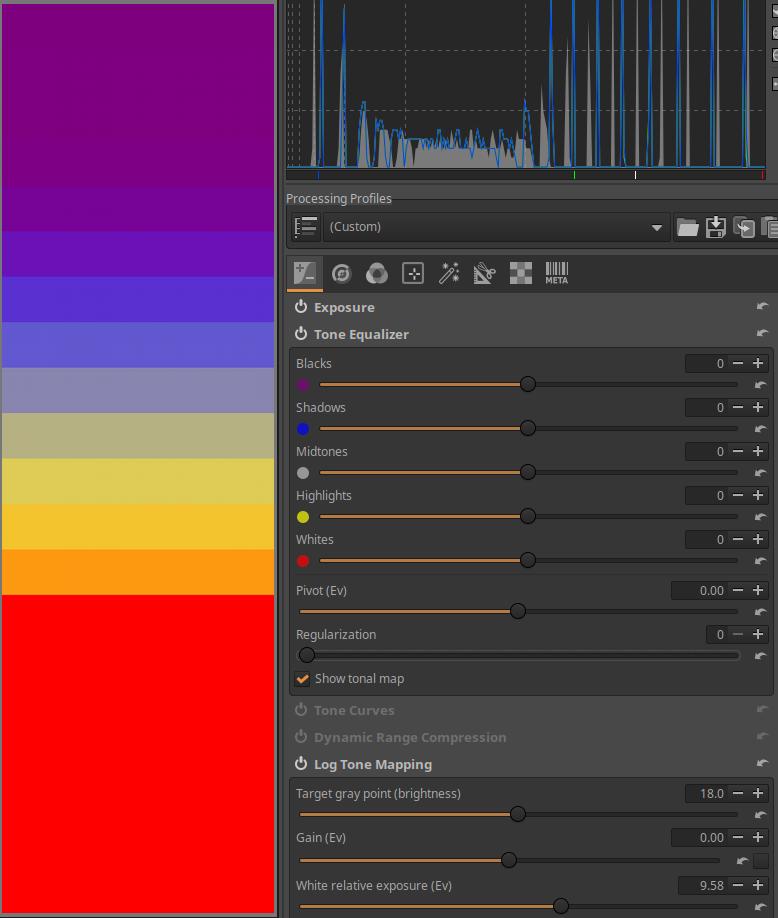 Processing Profiles
(Custom)
META
Exposure
Tone Equalizer
Blacks 0
Shadows 0
Midtones 0
Highlights 0
Whites 0
Pivot (Ev) 0.00
Regularization 0
Show tonal map
Tone Curves
Dynamic Range Compression
Log Tone Mapping
Target gray point (brightness) 18.0
Gain (Ev) 0.00
White relative exposure (Ev) 9.58